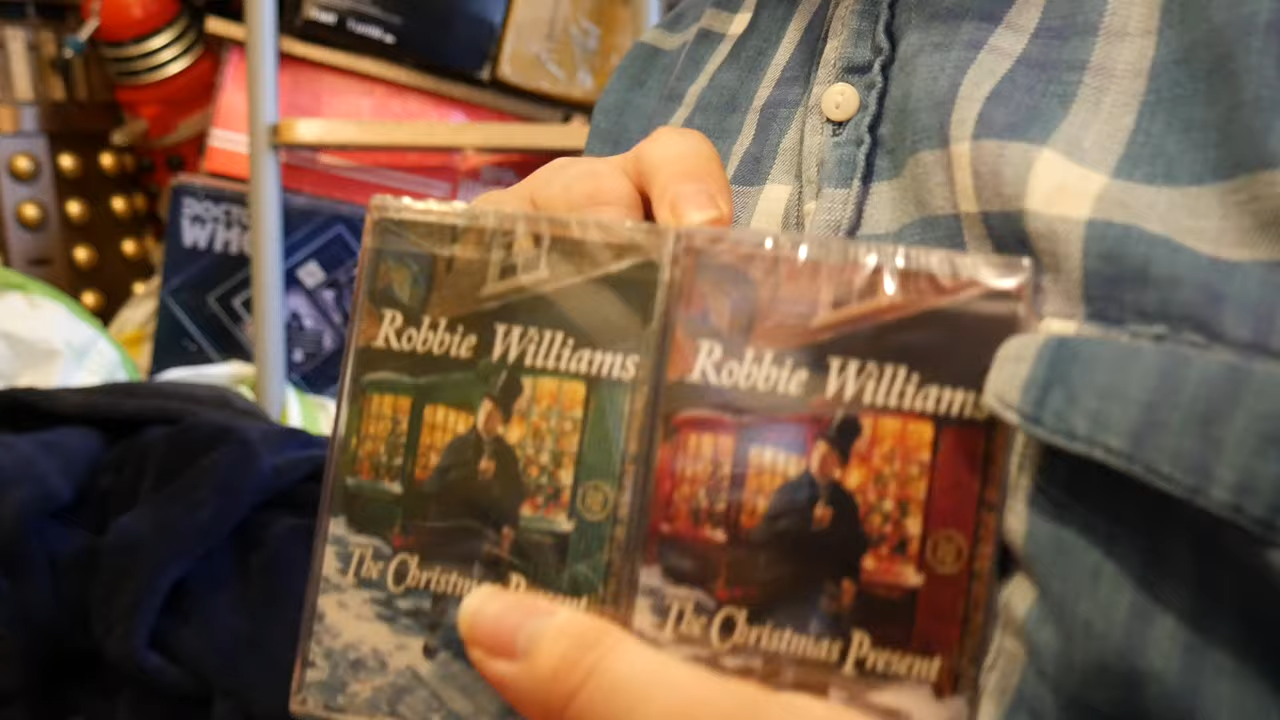 DOCTOR
WHO
Robbie Williams
The Christmas Present
Robbie Williams
The Christmas Present